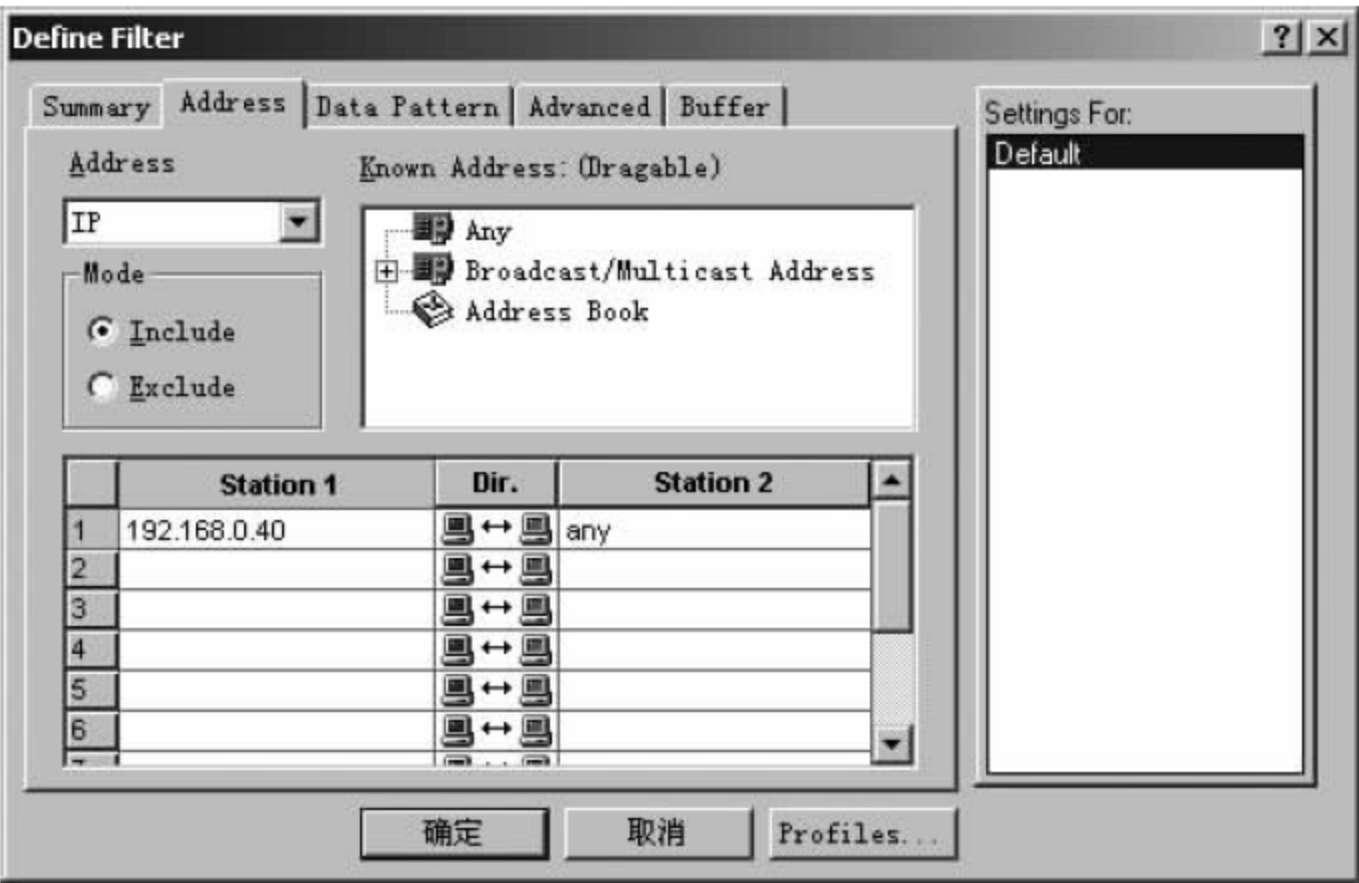 Define Filter
Summary Address Data Pattern Advanced Buffer
Settings For:
Default
Address
IP
Mode
Include
Exclude
Known Address: (Dragable)
Any
Broadcast/Multicast Address
Address Book
Station 1 Dir. Station 2
1 192.168.0.40 any
2
3
4
5
6
确定 取消 Profiles...